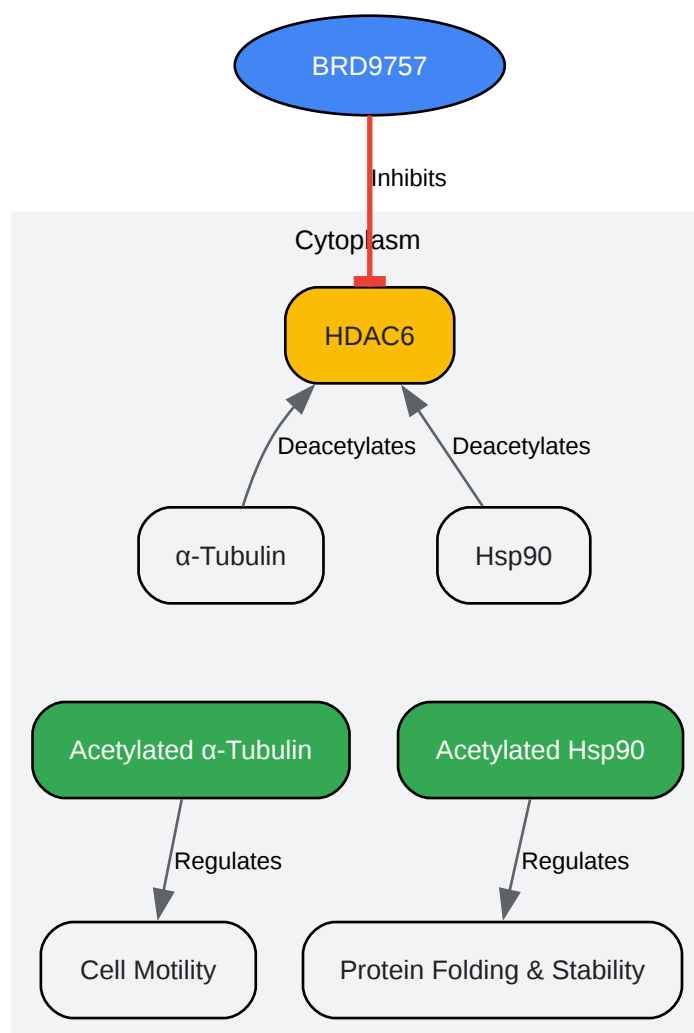 BRD9757
Inhibits
Cytoplasm
HDAC6
Deacetylates
Deacetylates
α-Tubulin
Hsp90
Acetylated α-Tubulin
Acetylated Hsp90
Regulates
Regulates
Cell Motility
Protein Folding & Stability